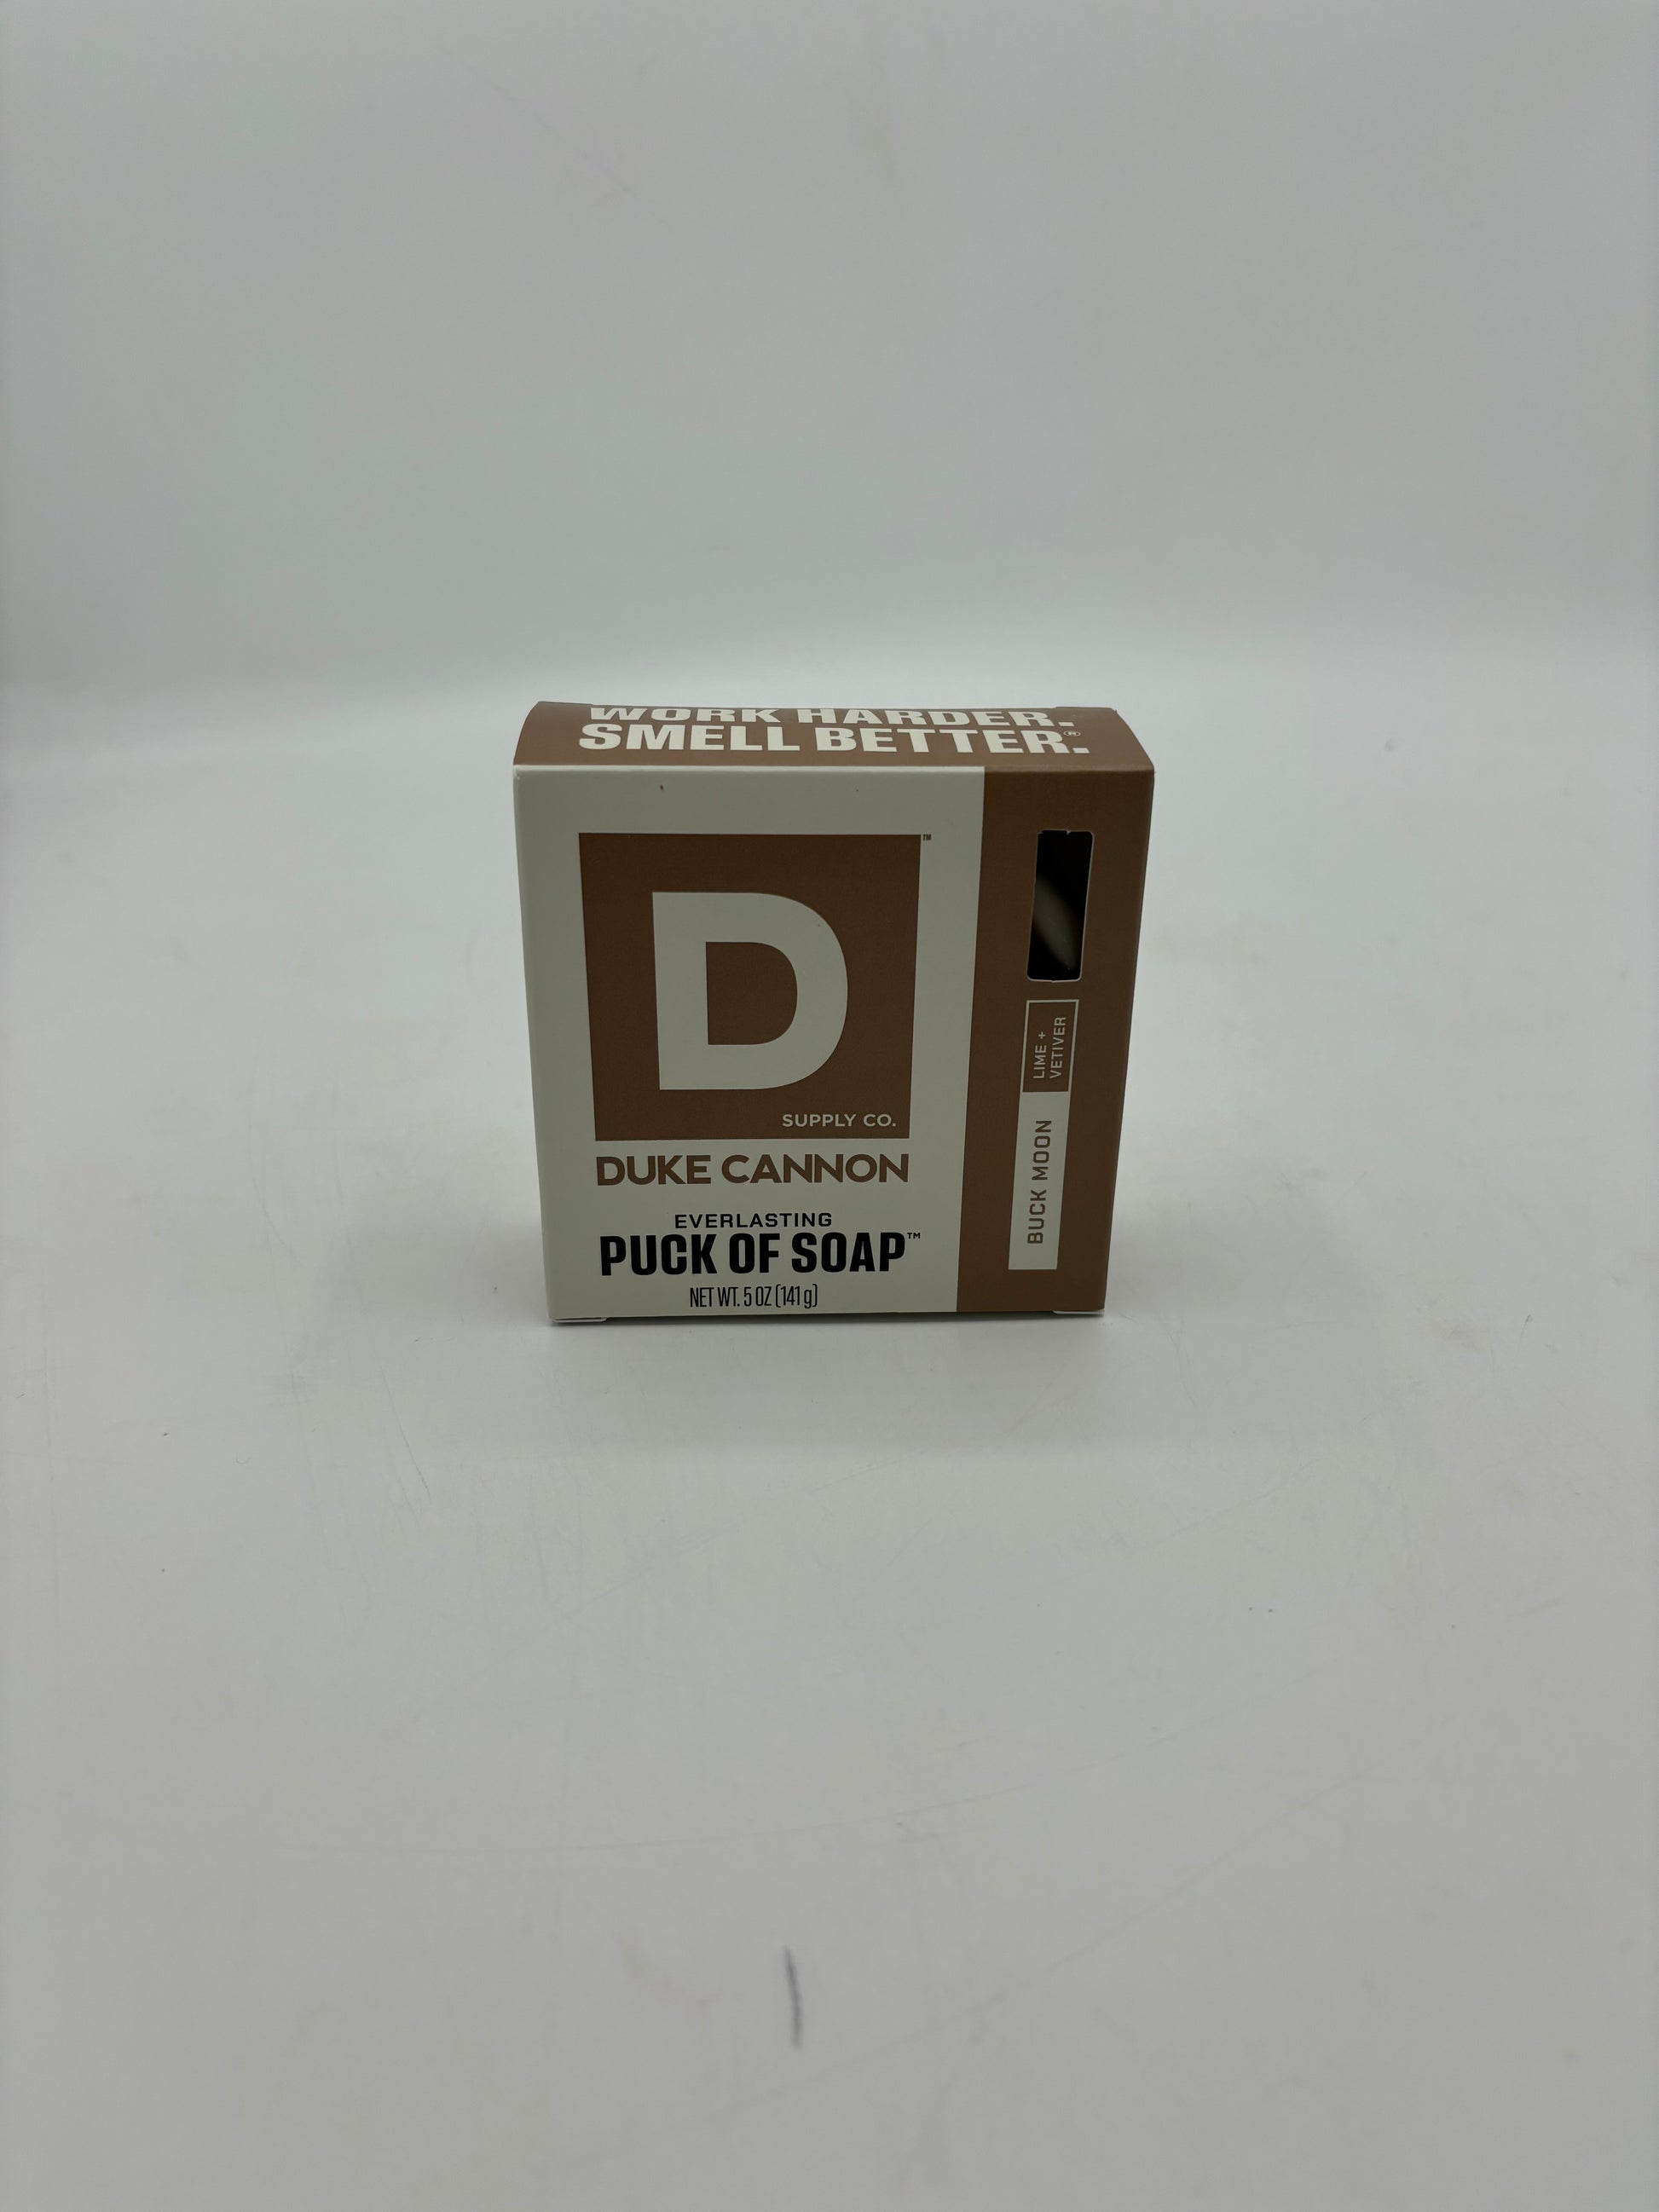 WORK HARDER.
SMELL BETTER.®
™
D
SUPPLY CO.
DUKE CANNON
EVERLASTING
PUCK OF SOAP™
NET WT. 5 OZ (141 g)
BUCK MOON
LIME +
VETIVER